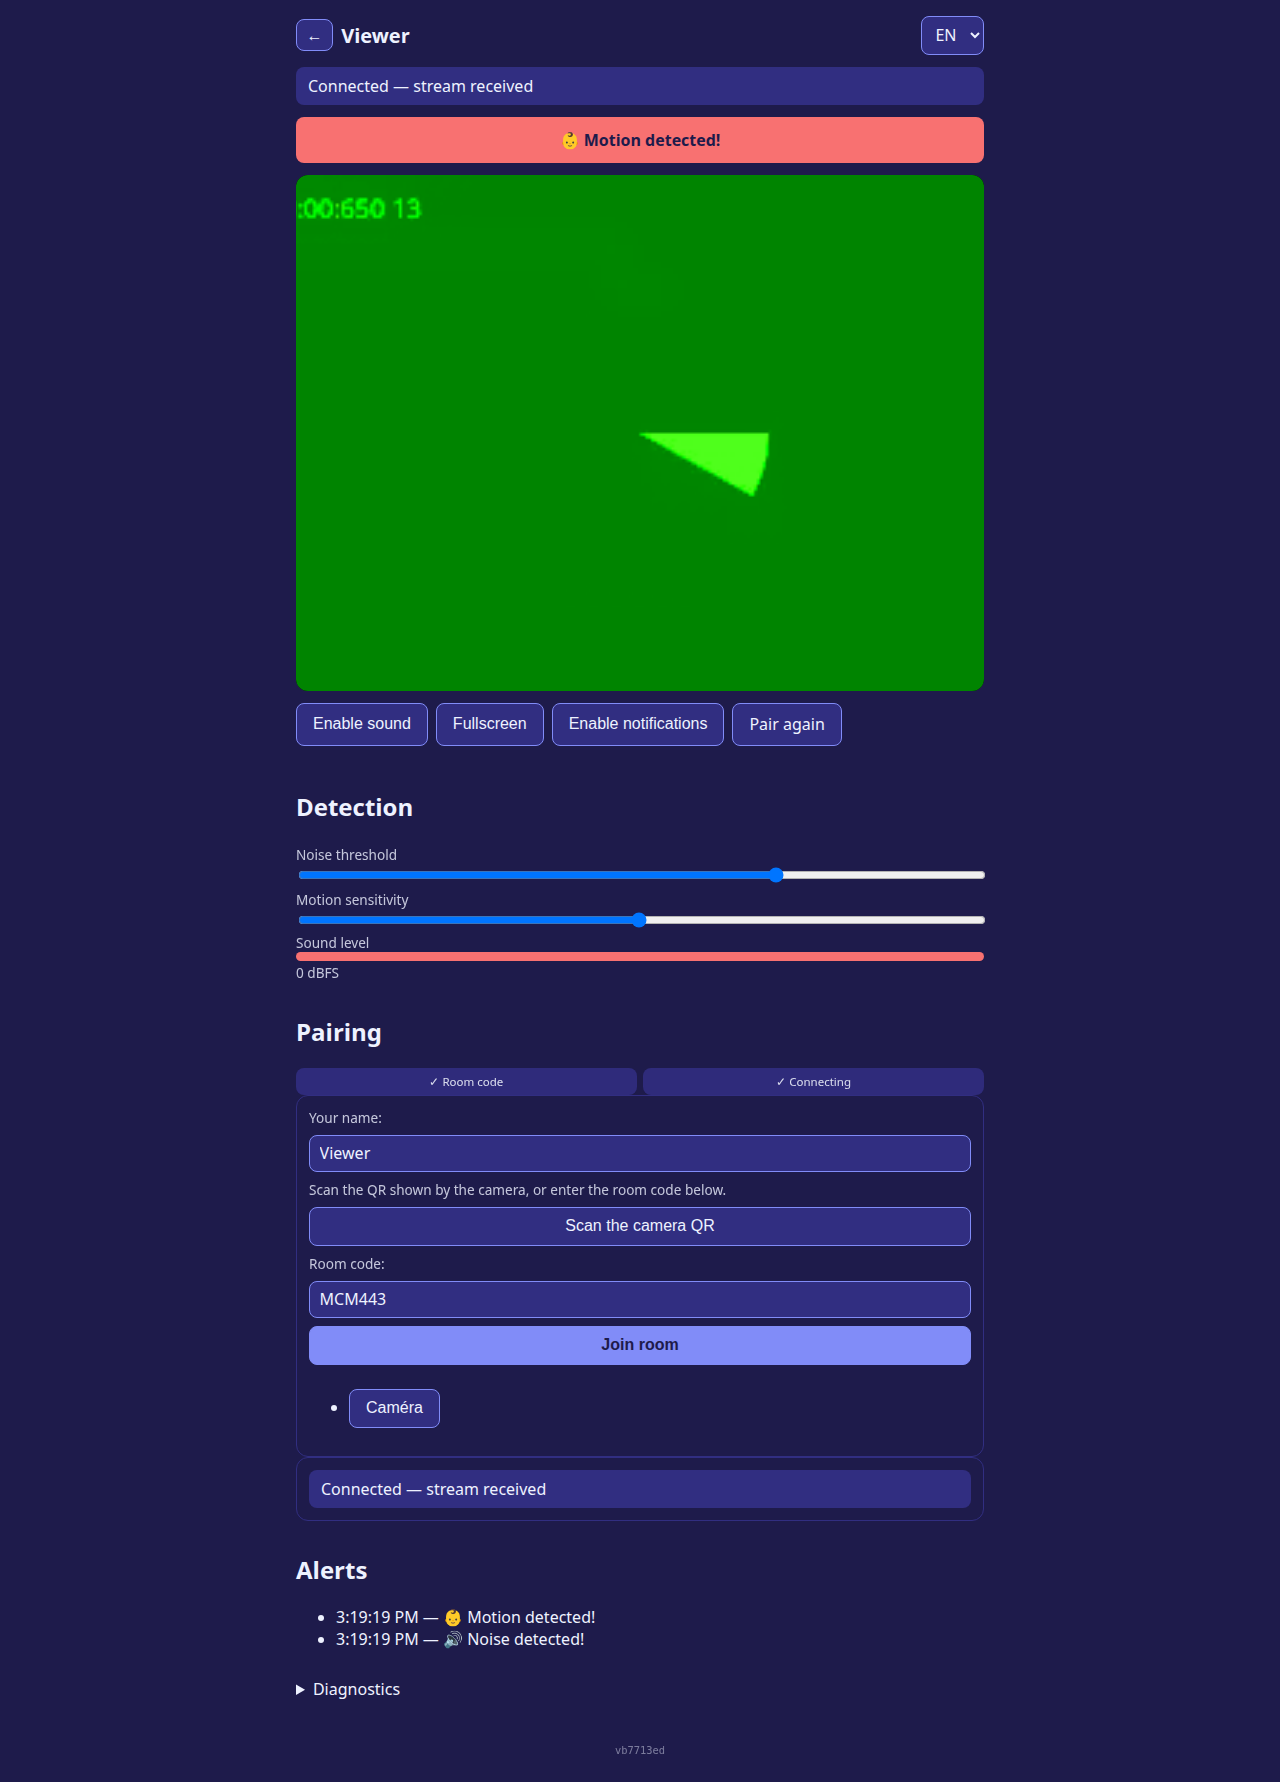 ← Viewer EN
Connected — stream received
👶 Motion detected!
:00:650 13
Enable sound Fullscreen Enable notifications Pair again
Detection
Noise threshold
Motion sensitivity
Sound level
0 dBFS
Pairing
✓ Room code ✓ Connecting
Your name:
Viewer
Scan the QR shown by the camera, or enter the room code below.
Scan the camera QR
Room code:
MCM443
Join room
• Caméra
Connected — stream received
Alerts
• 3:19:19 PM — 👶 Motion detected!
• 3:19:19 PM — 🔊 Noise detected!
▶ Diagnostics
vb7713ed